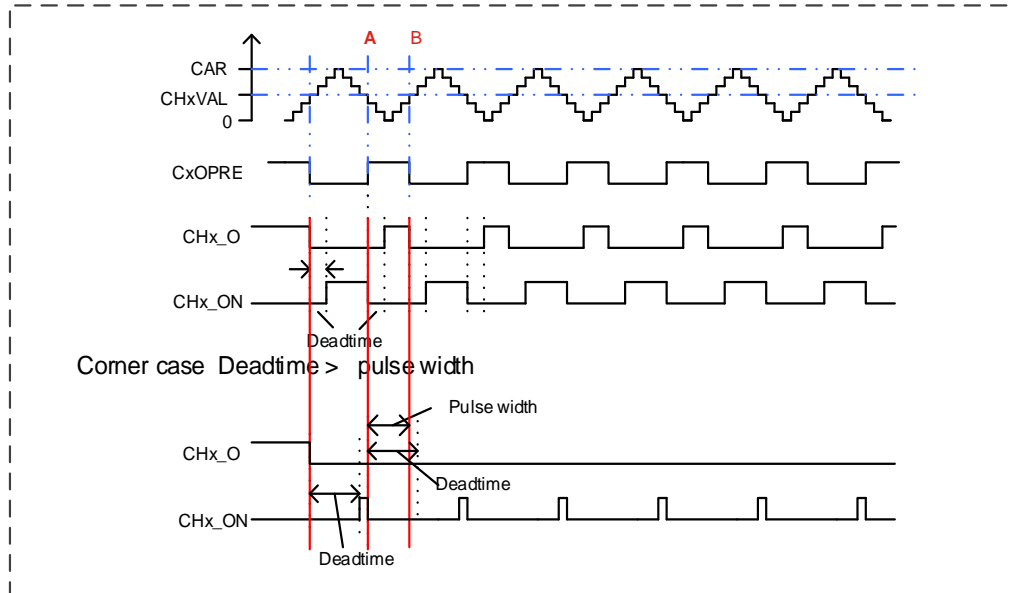 A B
CAR
CHxVAL
0
CxOPRE
CHx_O
CHx_ON
Deadtime
Corner case Deadtime > pulse width
Pulse width
CHx_O
Deadtime
CHx_ON
Deadtime